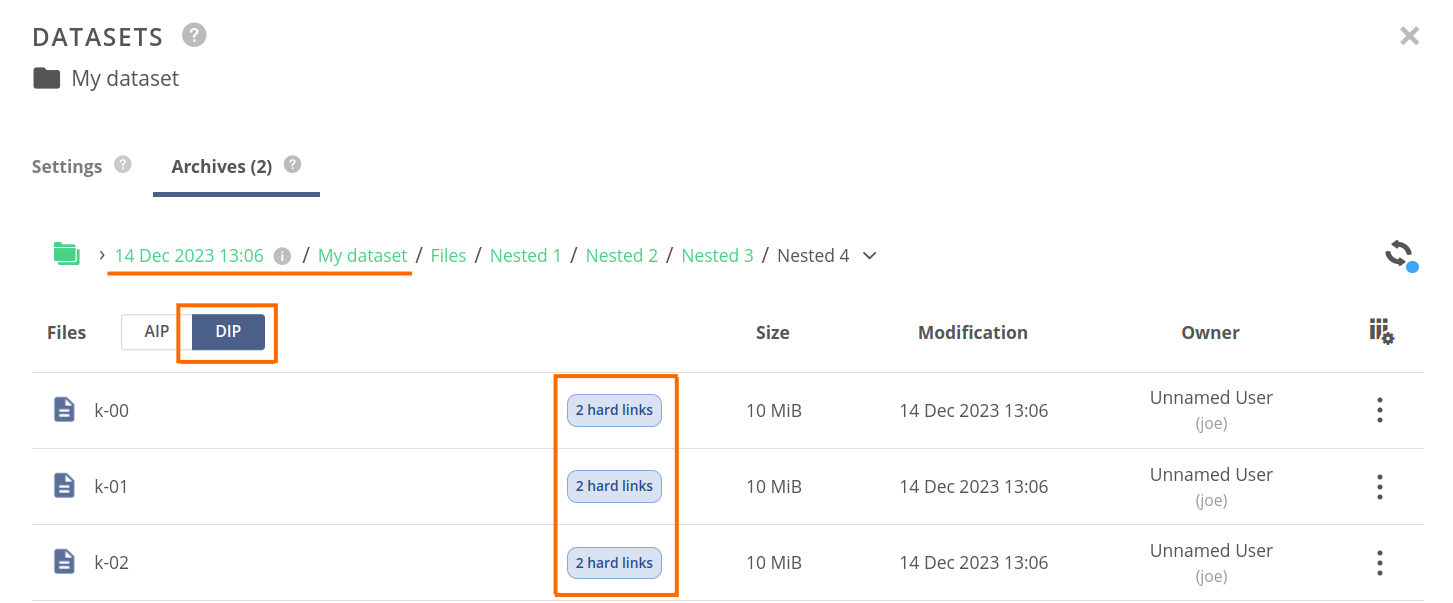 DATASETS ?
My dataset
Settings ? Archives (2) ?
› 14 Dec 2023 13:06 i / My dataset / Files / Nested 1 / Nested 2 / Nested 3 / Nested 4
Files AIP DIP Size Modification Owner
k-00 2 hard links 10 MiB 14 Dec 2023 13:06 Unnamed User
(joe)
k-01 2 hard links 10 MiB 14 Dec 2023 13:06 Unnamed User
(joe)
k-02 2 hard links 10 MiB 14 Dec 2023 13:06 Unnamed User
(joe)